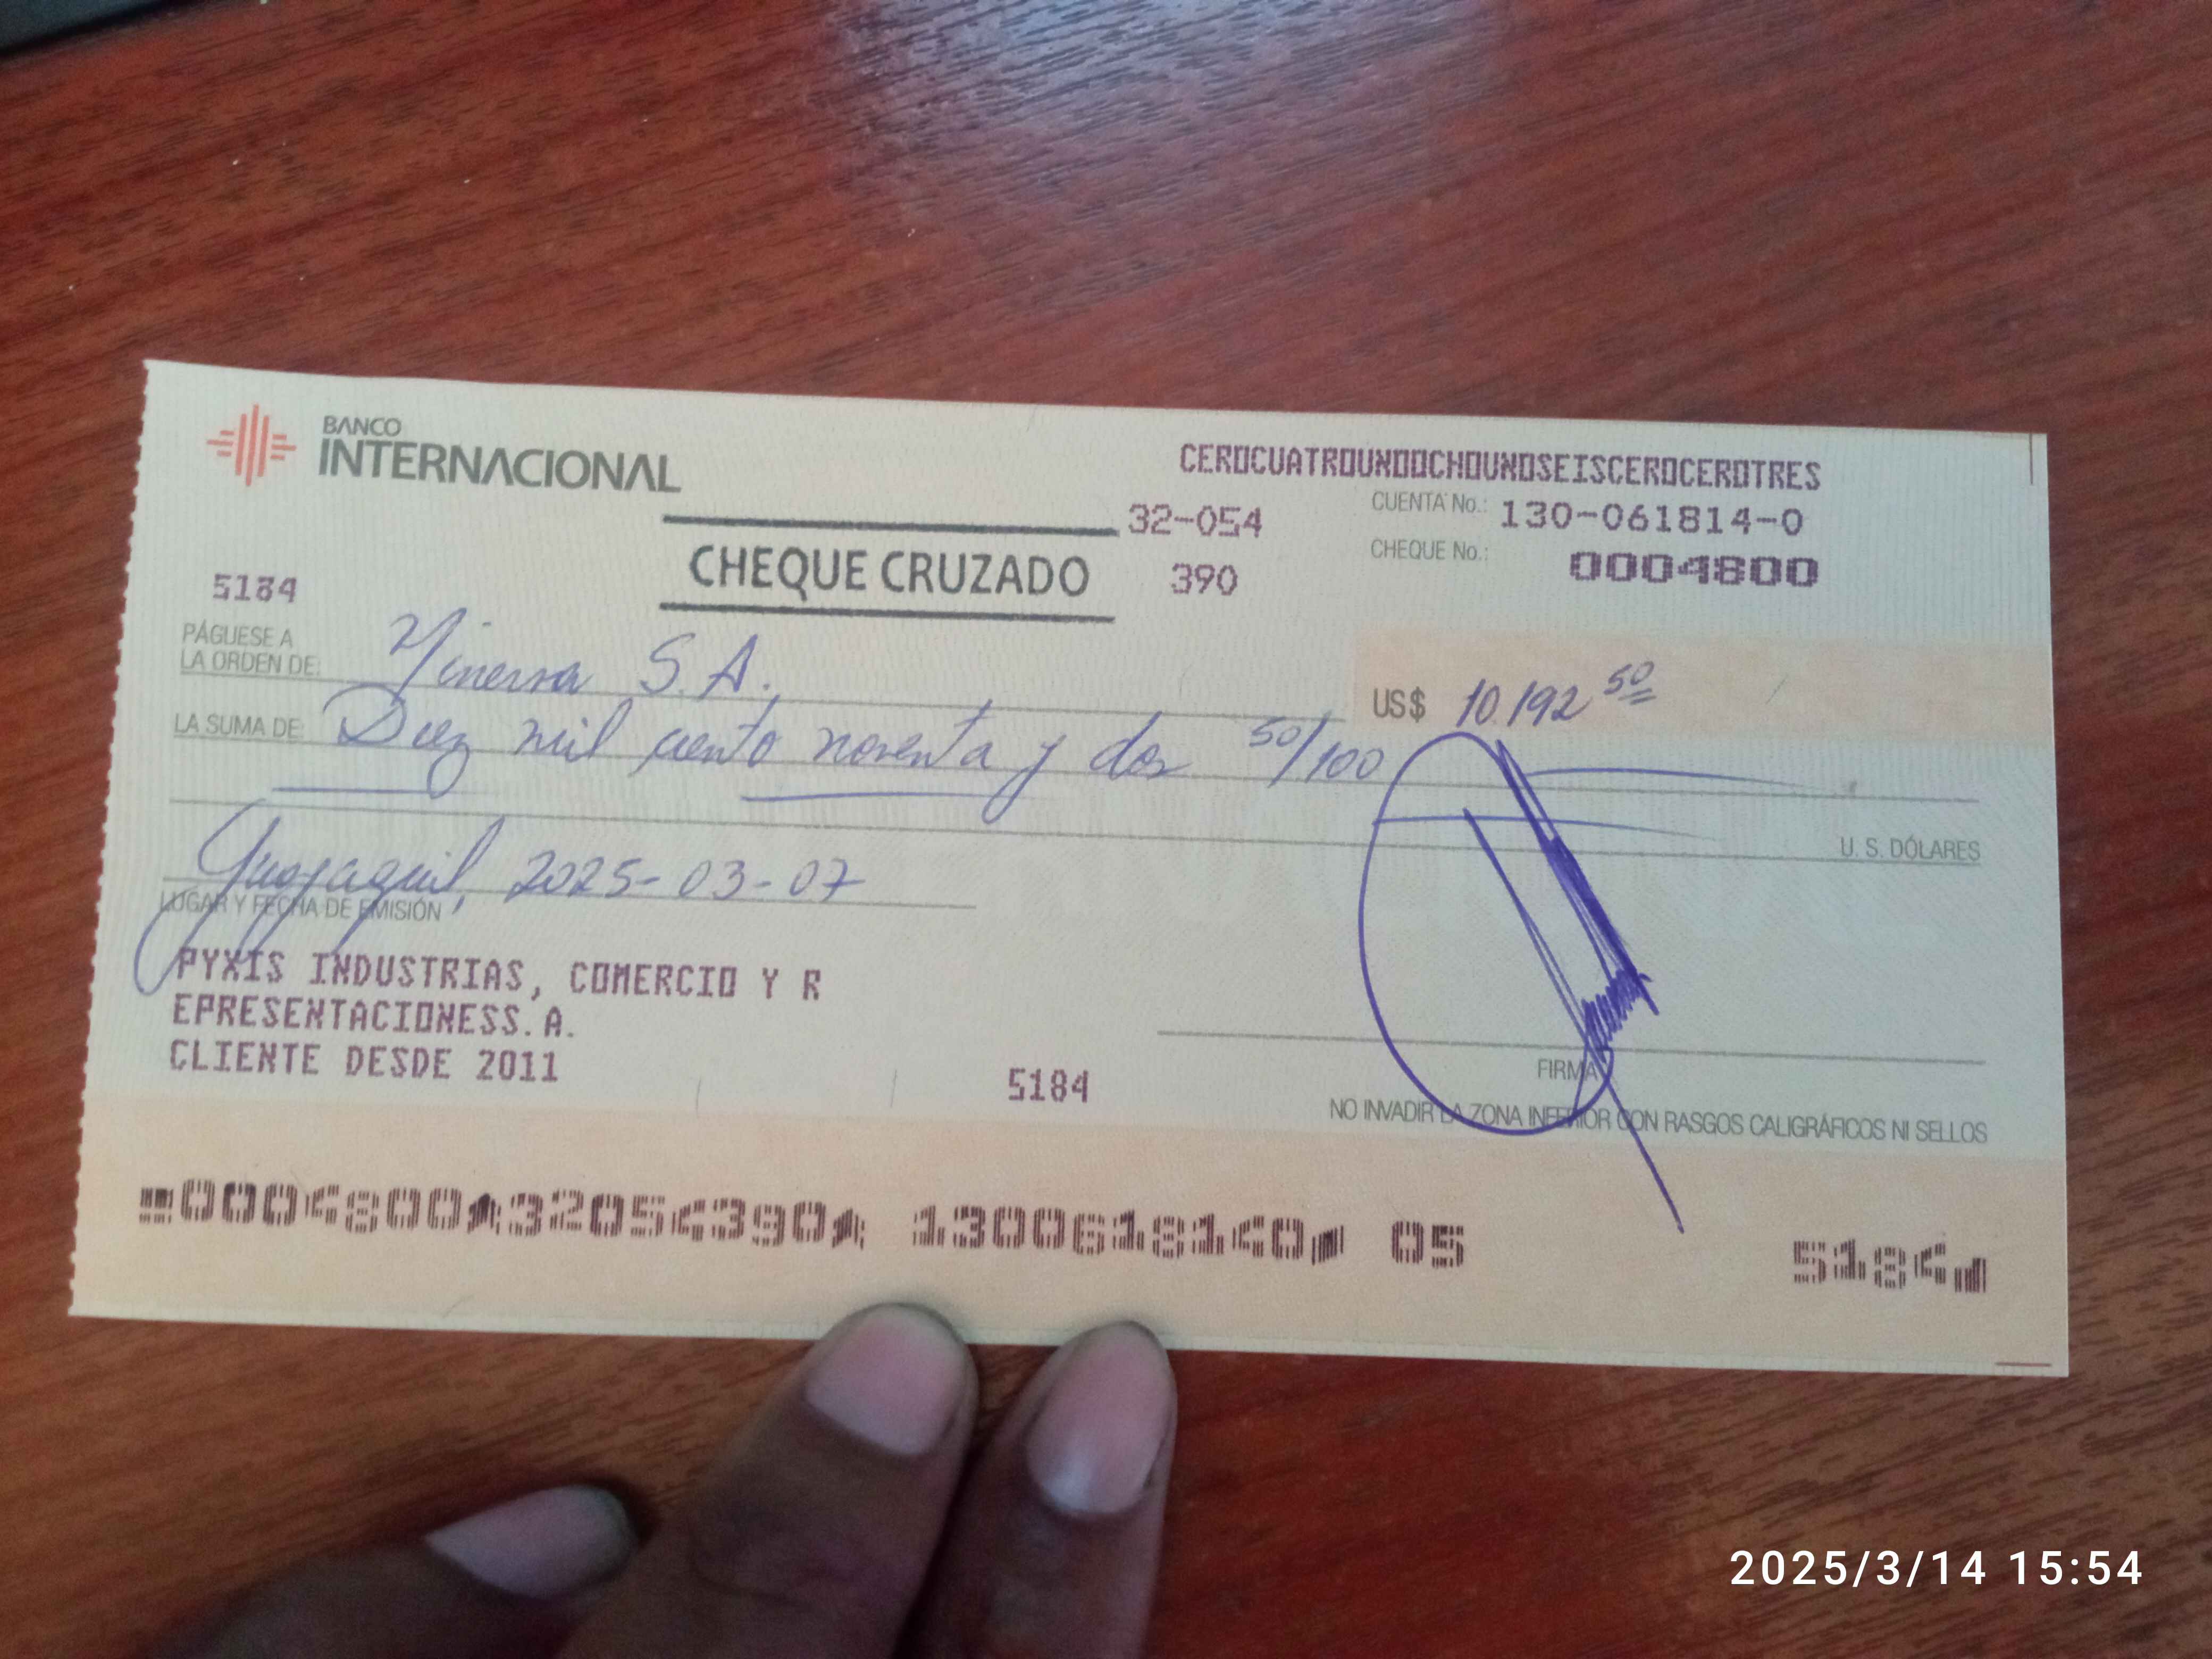 BANCO
INTERNACIONAL
CEROCUATROUNOOCHOUNOSEISCEROCEROTRES
CHEQUE CRUZADO
32-054
390
CUENTA No.: 130-061814-0
CHEQUE No.: 0004800
5184
PÁGUESE A
LA ORDEN DE: Minerva S.A.
US$ 10.192 50
LA SUMA DE: Diez mil ciento noventa y dos 50/100
U. S. DÓLARES
Guayaquil, 2025-03-07
LUGAR Y FECHA DE EMISIÓN
PYXIS INDUSTRIAS, COMERCIO Y R
EPRESENTACIONESS.A.
CLIENTE DESDE 2011
5184
FIRMA
NO INVADIR LA ZONA INFERIOR CON RASGOS CALIGRÁFICOS NI SELLOS
⑈0004800⑆32054390⑆ 1300618140⑈ 05 5184⑈
2025/3/14 15:54